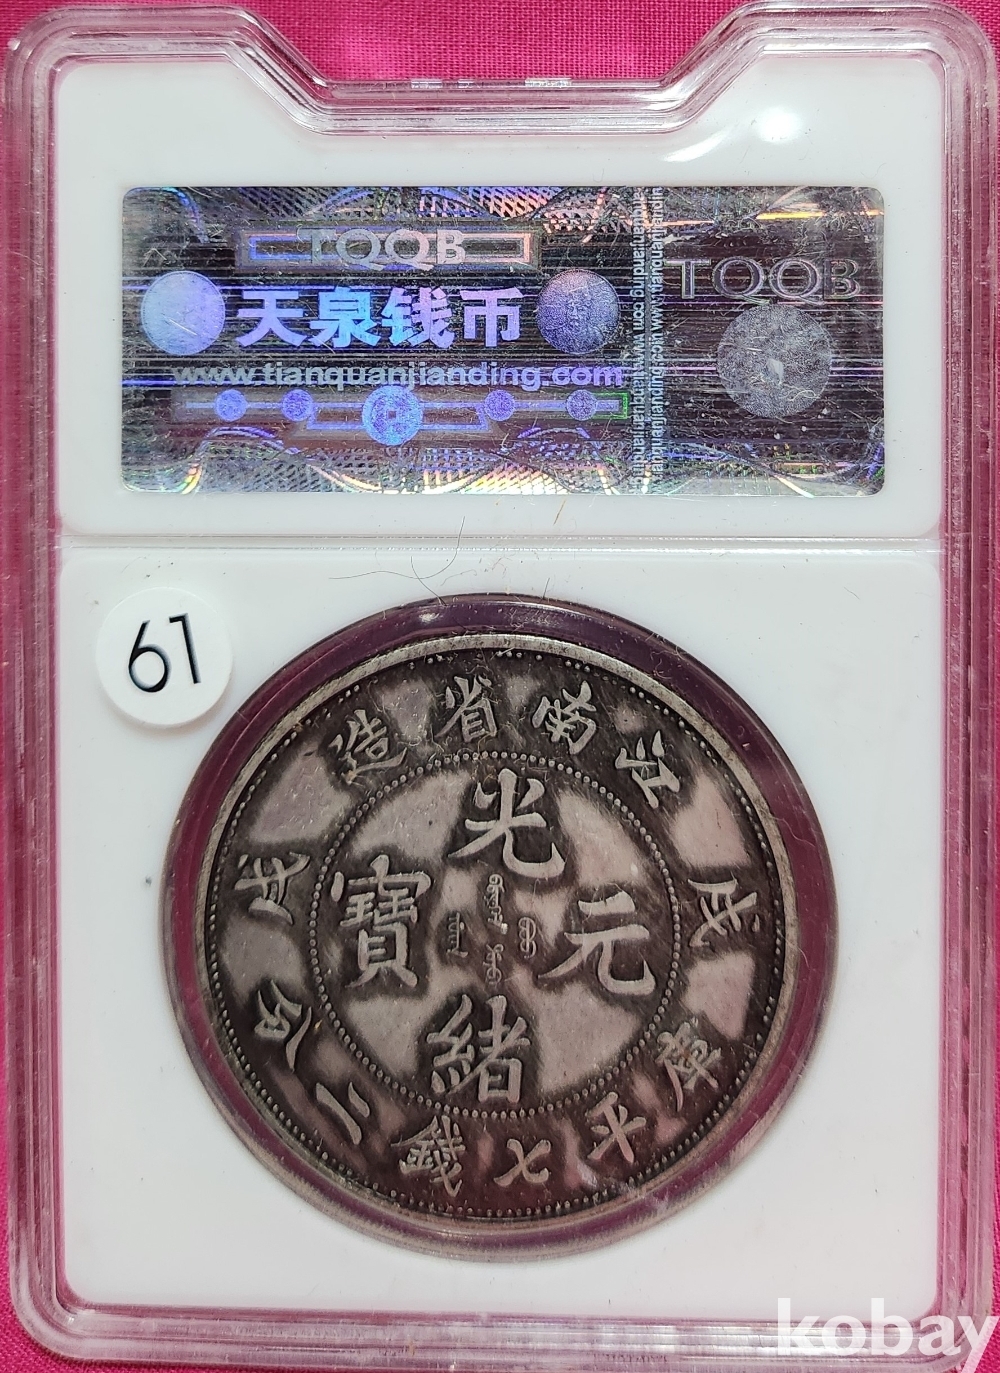 TQQB
天泉钱币
www.tianquanjianding.com
TQQB
61
江南省造
戊戌
光緒元寶
庫平七錢二分
kobay